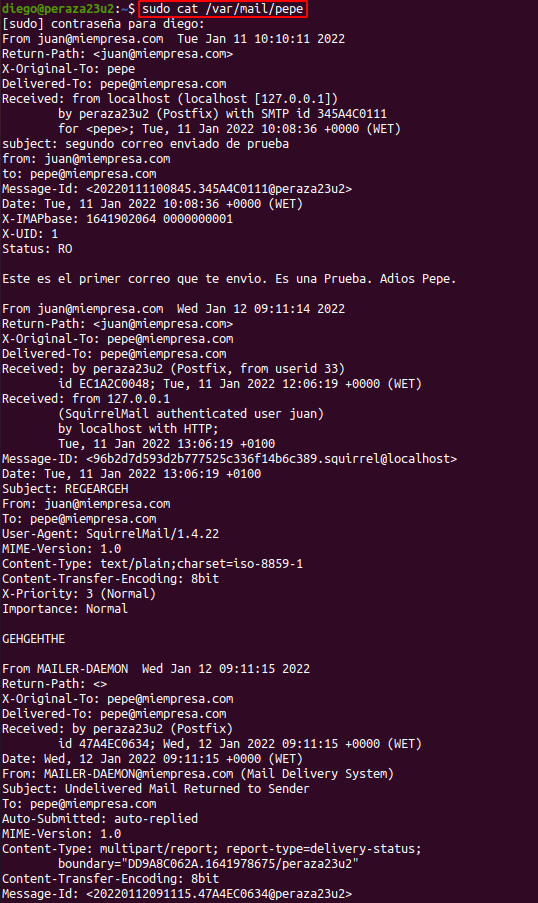 diego@peraza23u2:~$ sudo cat /var/mail/pepe
[sudo] contraseña para diego:
From juan@miempresa.com  Tue Jan 11 10:10:11 2022
Return-Path: <juan@miempresa.com>
X-Original-To: pepe
Delivered-To: pepe@miempresa.com
Received: from localhost (localhost [127.0.0.1])
        by peraza23u2 (Postfix) with SMTP id 345A4C0111
        for <pepe>; Tue, 11 Jan 2022 10:08:36 +0000 (WET)
subject: segundo correo enviado de prueba
from: juan@miempresa.com
to: pepe@miempresa.com
Message-Id: <20220111100845.345A4C0111@peraza23u2>
Date: Tue, 11 Jan 2022 10:08:36 +0000 (WET)
X-IMAPbase: 1641902064 0000000001
X-UID: 1
Status: RO

Este es el primer correo que te envio. Es una Prueba. Adios Pepe.

From juan@miempresa.com  Wed Jan 12 09:11:14 2022
Return-Path: <juan@miempresa.com>
X-Original-To: pepe@miempresa.com
Delivered-To: pepe@miempresa.com
Received: by peraza23u2 (Postfix, from userid 33)
        id EC1A2C0048; Tue, 11 Jan 2022 12:06:19 +0000 (WET)
Received: from 127.0.0.1
        (SquirrelMail authenticated user juan)
        by localhost with HTTP;
        Tue, 11 Jan 2022 13:06:19 +0100
Message-ID: <96b2d7d593d2b777525c336f14b6c389.squirrel@localhost>
Date: Tue, 11 Jan 2022 13:06:19 +0100
Subject: REGEARGEH
From: juan@miempresa.com
To: pepe@miempresa.com
User-Agent: SquirrelMail/1.4.22
MIME-Version: 1.0
Content-Type: text/plain;charset=iso-8859-1
Content-Transfer-Encoding: 8bit
X-Priority: 3 (Normal)
Importance: Normal

GEHGEHTHE

From MAILER-DAEMON  Wed Jan 12 09:11:15 2022
Return-Path: <>
X-Original-To: pepe@miempresa.com
Delivered-To: pepe@miempresa.com
Received: by peraza23u2 (Postfix)
        id 47A4EC0634; Wed, 12 Jan 2022 09:11:15 +0000 (WET)
Date: Wed, 12 Jan 2022 09:11:15 +0000 (WET)
From: MAILER-DAEMON@miempresa.com (Mail Delivery System)
Subject: Undelivered Mail Returned to Sender
To: pepe@miempresa.com
Auto-Submitted: auto-replied
MIME-Version: 1.0
Content-Type: multipart/report; report-type=delivery-status;
        boundary="DD9A8C062A.1641978675/peraza23u2"
Content-Transfer-Encoding: 8bit
Message-Id: <20220112091115.47A4EC0634@peraza23u2>